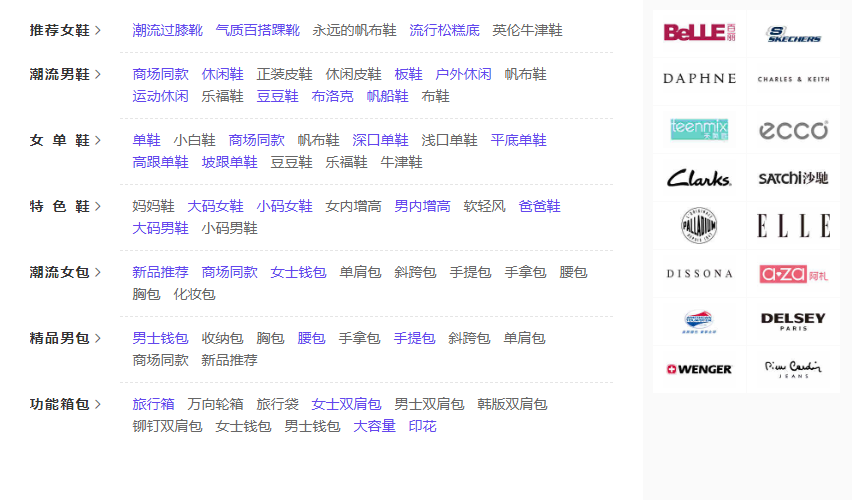 推荐女鞋 > 潮流过膝靴 气质百搭踝靴 永远的帆布鞋 流行松糕底 英伦牛津鞋
潮流男鞋 > 商场同款 休闲鞋 正装皮鞋 休闲皮鞋 板鞋 户外休闲 帆布鞋
运动休闲 乐福鞋 豆豆鞋 布洛克 帆船鞋 布鞋
女单鞋 > 单鞋 小白鞋 商场同款 帆布鞋 深口单鞋 浅口单鞋 平底单鞋
高跟单鞋 坡跟单鞋 豆豆鞋 乐福鞋 牛津鞋
特色鞋 > 妈妈鞋 大码女鞋 小码女鞋 女内增高 男内增高 软轻风 爸爸鞋
大码男鞋 小码男鞋
潮流女包 > 新品推荐 商场同款 女士钱包 单肩包 斜跨包 手提包 手拿包 腰包
胸包 化妆包
精品男包 > 男士钱包 收纳包 胸包 腰包 手拿包 手提包 斜跨包 单肩包
商场同款 新品推荐
功能箱包 > 旅行箱 万向轮箱 旅行袋 女士双肩包 男士双肩包 韩版双肩包
铆钉双肩包 女士钱包 男士钱包 大容量 印花
BeLLE 百丽 SKECHERS
DAPHNE CHARLES & KEITH
teenmix ecco
Clarks. SATCHI沙驰
PALLADIUM ELLE
DISSONA aza 阿札
DELSEY
PARIS
WENGER Pierre Cardin
JEANS